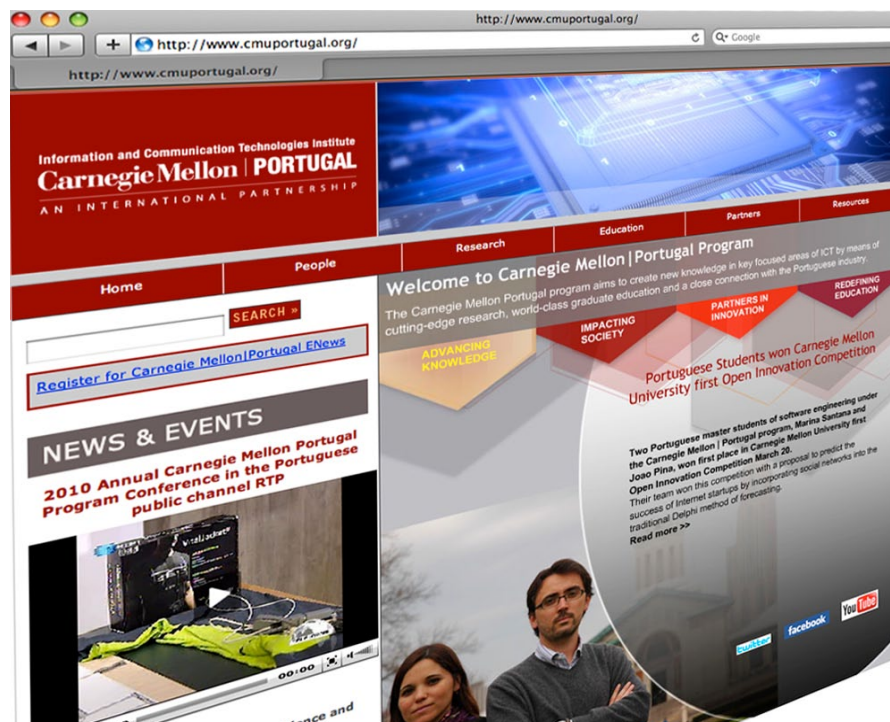 http://www.cmuportugal.org/
http://www.cmuportugal.org/
Google
http://www.cmuportugal.org/
Information and Communication Technologies Institute
Carnegie Mellon | PORTUGAL
AN INTERNATIONAL PARTNERSHIP
Home
People
Research
Education
Partners
Resources
SEARCH »
Register for Carnegie Mellon|Portugal ENews
NEWS & EVENTS
2010 Annual Carnegie Mellon Portugal
Program Conference in the Portuguese
public channel RTP
VitalJacket
00:00
ence and
Welcome to Carnegie Mellon|Portugal Program
The Carnegie Mellon Portugal program aims to create new knowledge in key focused areas of ICT by means of
cutting-edge research, world-class graduate education and a close connection with the Portuguese industry.
ADVANCING
KNOWLEDGE
IMPACTING
SOCIETY
PARTNERS IN
INNOVATION
REDEFINING
EDUCATION
Portuguese Students won Carnegie Mellon
University first Open Innovation Competition
Two Portuguese master students of software engineering under
the Carnegie Mellon | Portugal program, Marina Santana and
Joao Pina, won first place in Carnegie Mellon University first
Open Innovation Competition March 20.
Their team won this competition with a proposal to predict the
success of Internet startups by incorporating social networks into the
traditional Delphi method of forecasting.
Read more >>
twitter
facebook
YouTube